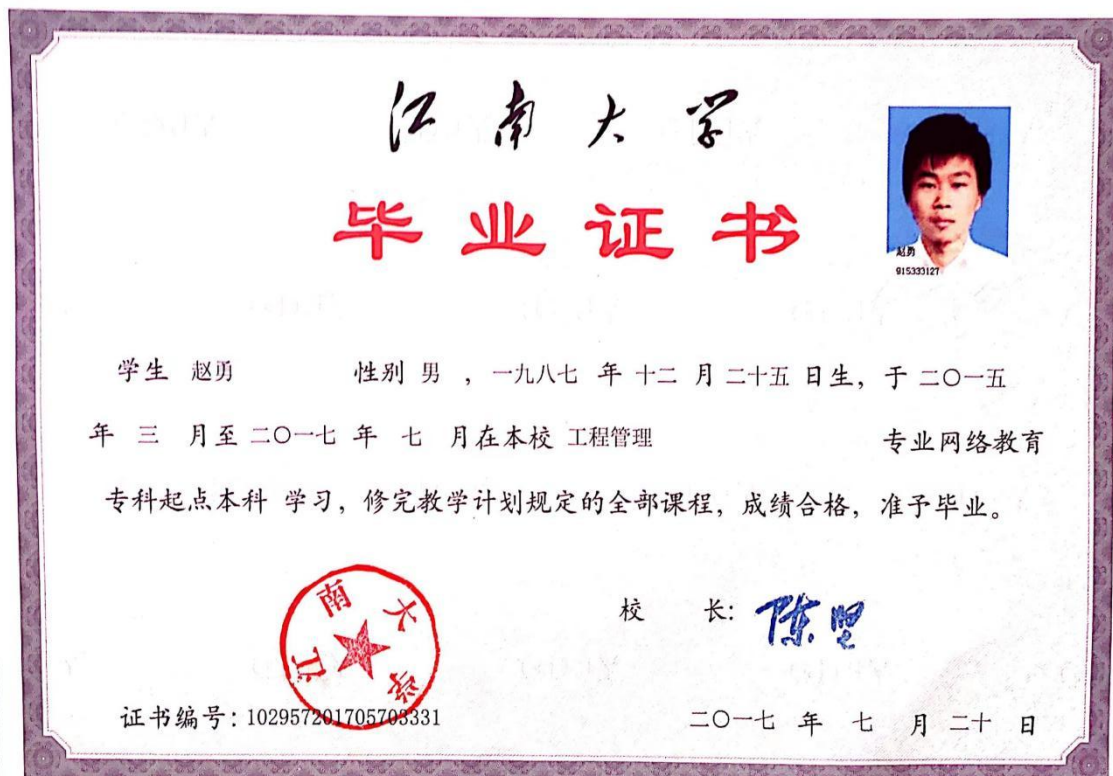 江南大学
毕业证书
赵勇
915333127
学生 赵勇 性别 男 ，一九八七 年 十二 月 二十五 日生，于 二〇一五
年 三 月至 二〇一七 年 七 月在本校 工程管理 专业网络教育
专科起点本科 学习，修完教学计划规定的全部课程，成绩合格，准予毕业。
江南大学
校 长：陈坚
证书编号：102957201705703331
二〇一七 年 七 月 二十 日